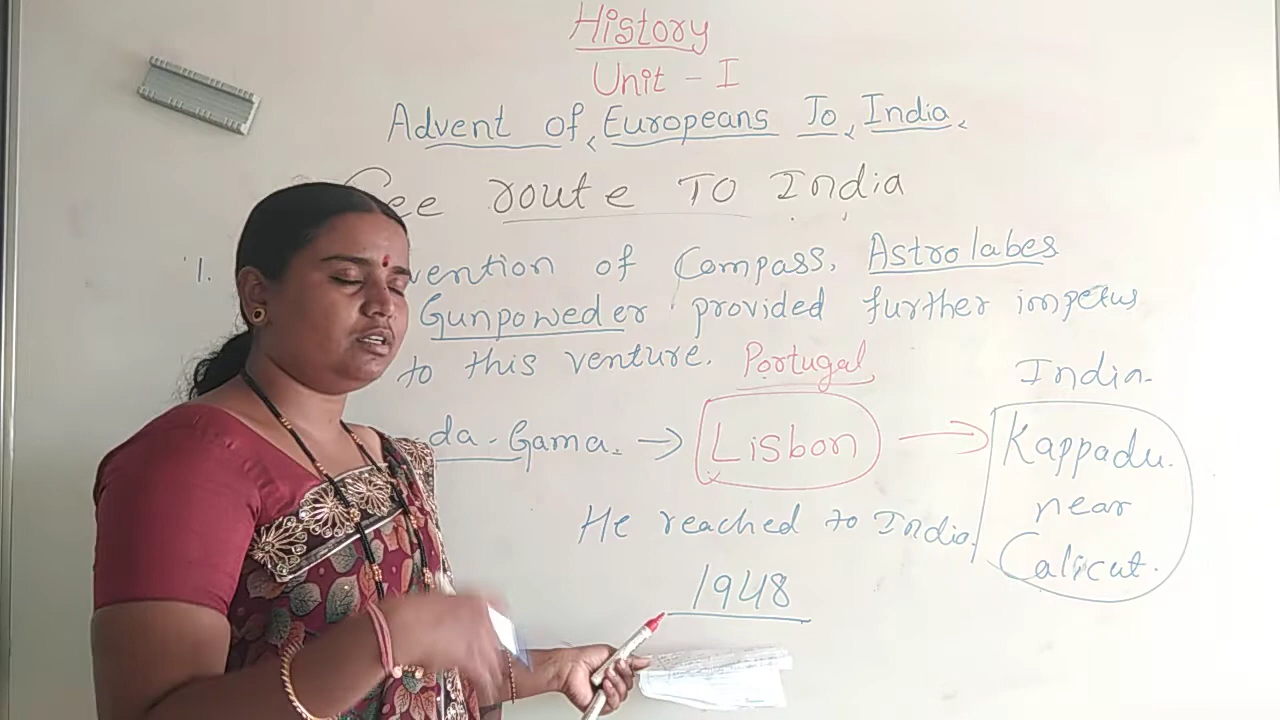 History
Unit - I
Advent of Europeans To India
See route TO India
1. vention of Compass, Astrolabes
Gunpoweder provided further impetus
to this venture. Portugal
India.
da-Gama. → Lisbon → Kappadu.
near
Calicut.
He reached to India.
1948